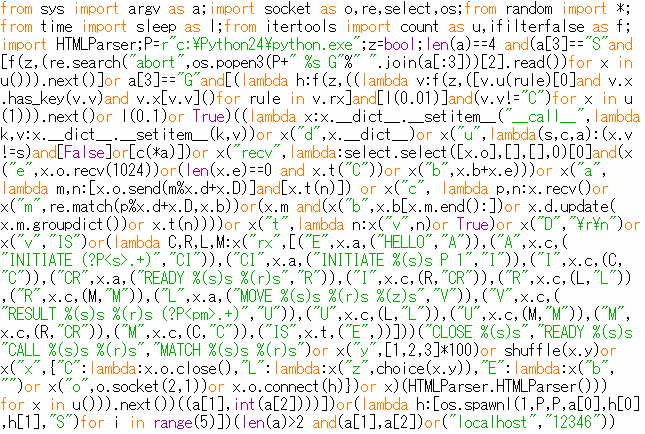 from sys import argv as a;import socket as o,re,select,os;from random import *;
from time import sleep as l;from itertools import count as u,ifilterfalse as f;
import HTMLParser;P=r"c:¥Python24¥python.exe";z=bool;len(a)==4 and(a[3]=="S"and
[f(z,(re.search("abort",os.popen3(P+" %s G"%" ".join(a[:3]))[2].read())for x in
u())).next()]or a[3]=="G"and[(lambda h:f(z,((lambda v:f(z,([v.u(rule)[0]and v.x
.has_key(v.v)and v.x[v.v]()for rule in v.rx]and[l(0.01)]and(v.v!="C")for x in u
(1))).next()or l(0.1)or True)((lambda x:x.__dict__.__setitem__("__call__",lambda
k,v:x.__dict__.__setitem__(k,v))or x("d",x.__dict__)or x("u",lambda(s,c,a):(x.v
!=s)and[False]or[c(*a)])or x("recv",lambda:select.select([x.o],[],[],0)[0]and(x
("e",x.o.recv(1024))or(len(x.e)==0 and x.t("C"))or x("b",x.b+x.e)))or x("a",
lambda m,n:[x.o.send(m%x.d+x.D)]and[x.t(n)]) or x("c", lambda p,n:x.recv()or
x("m",re.match(p%x.d+x.D,x.b))or(x.m and(x("b",x.b[x.m.end():])or x.d.update(
x.m.groupdict())or x.t(n))))or x("t",lambda n:x("v",n)or True)or x("D","¥r¥n")or
x("v","IS")or(lambda C,R,L,M:x("rx",[("E",x.a,("HELLO","A")),("A",x.c,(
"INITIATE (?P<s>.+)","CI")),("CI",x.a,("INITIATE %(s)s P 1","I")),("I",x.c,(C,
"C")),("CR",x.a,("READY %(s)s %(r)s","R")),("I",x.c,(R,"CR")),("R",x.c,(L,"L"))
,("R",x.c,(M,"M")),("L",x.a,("MOVE %(s)s %(r)s %(z)s","V")),("V",x.c,(
"RESULT %(s)s %(r)s (?P<pm>.+)","U")),("U",x.c,(L,"L")),("U",x.c,(M,"M")),("M",
x.c,(R,"CR")),("M",x.c,(C,"C")),("IS",x.t,("E",))]))("CLOSE %(s)s","READY %(s)s
"CALL %(s)s %(r)s","MATCH %(s)s %(r)s")or x("y",[1,2,3]*100)or shuffle(x.y)or
x("x",{"C":lambda:x.o.close(),"L":lambda:x("z",choice(x.y)),"E":lambda:x("b",
"")or x("o",o.socket(2,1))or x.o.connect(h)})or x)(HTMLParser.HTMLParser()))
for x in u())).next())((a[1],int(a[2])))])or(lambda h:[os.spawnl(1,P,P,a[0],h[0]
,h[1],"S")for i in range(5)])(len(a)>2 and(a[1],a[2])or("localhost","12346"))